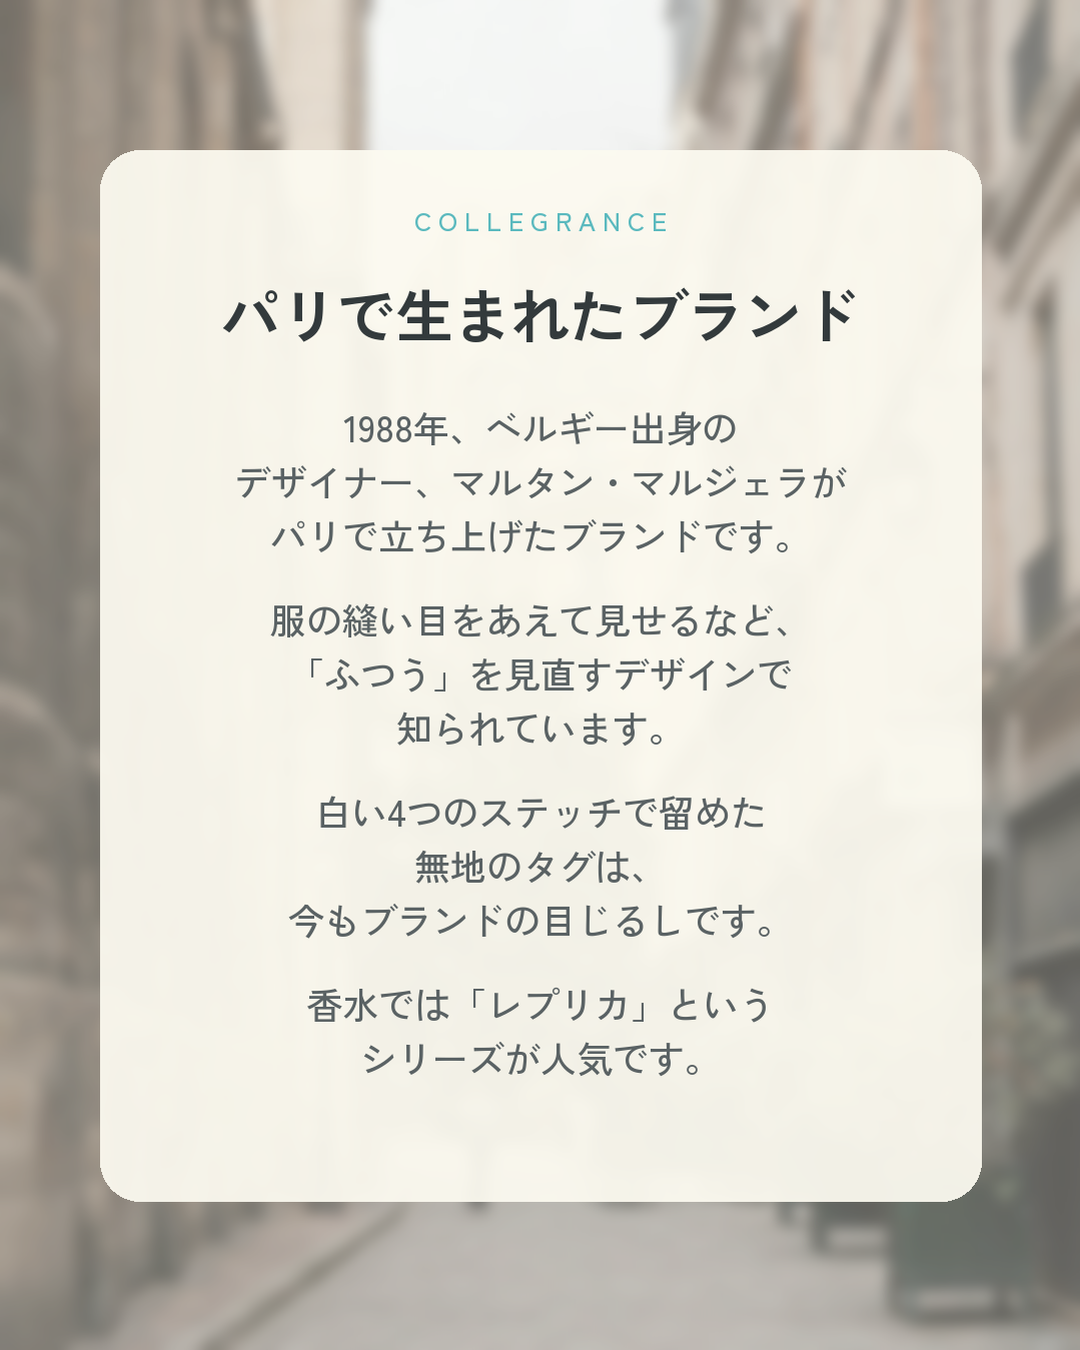 COLLEGRANCE
パリで生まれたブランド
1988年、ベルギー出身の
デザイナー、マルタン・マルジェラが
パリで立ち上げたブランドです。
服の縫い目をあえて見せるなど、
「ふつう」を見直すデザインで
知られています。
白い4つのステッチで留めた
無地のタグは、
今もブランドの目じるしです。
香水では「レプリカ」という
シリーズが人気です。